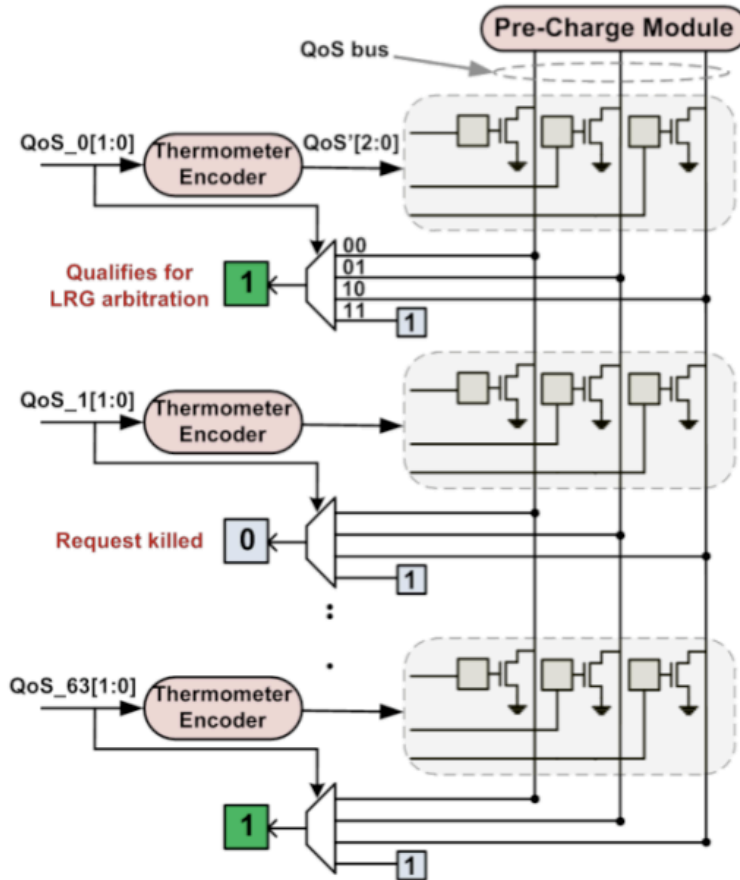 Pre-Charge Module
QoS bus
QoS_0[1:0]
Thermometer
Encoder
QoS'[2:0]
00
01
10
11
1
Qualifies for
LRG arbitration
1
QoS_1[1:0]
Thermometer
Encoder
Request killed
0
1
QoS_63[1:0]
Thermometer
Encoder
1
1